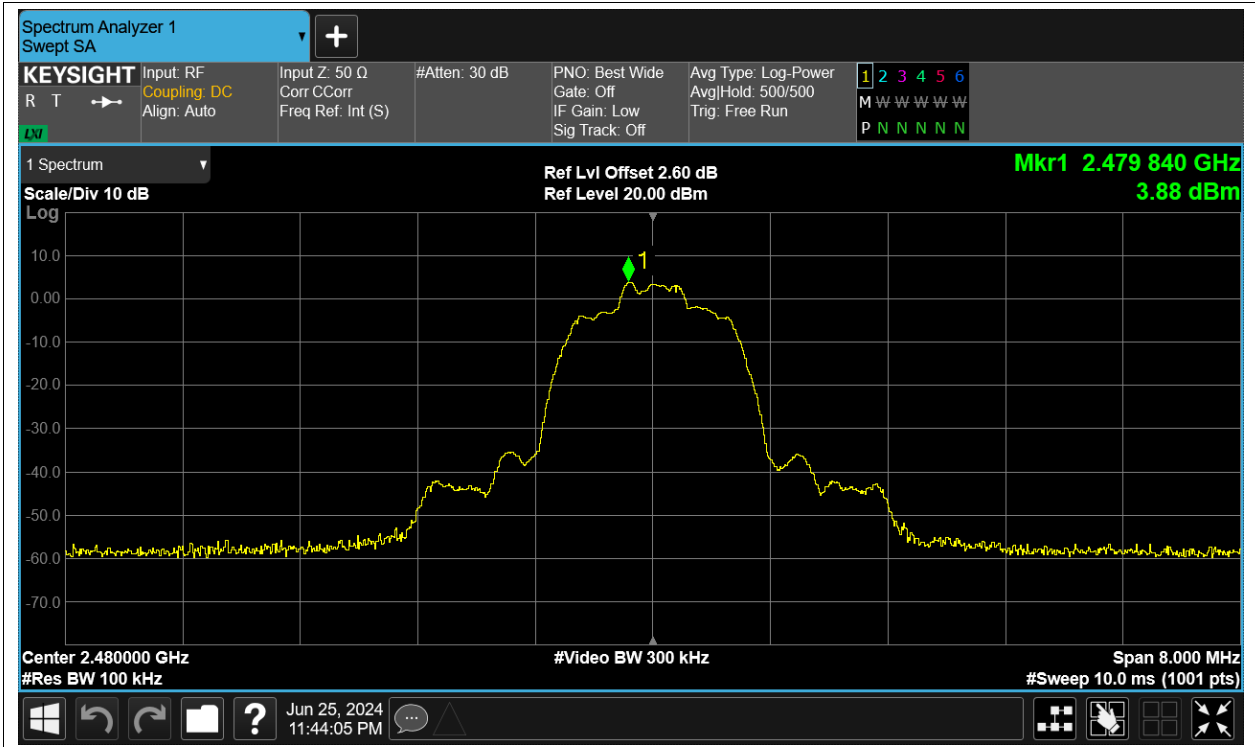 Spectrum Analyzer 1
Swept SA
+
KEYSIGHT
R T
LXI
Input: RF
Coupling: DC
Align: Auto
Input Z: 50 Ω
Corr CCorr
Freq Ref: Int (S)
#Atten: 30 dB
PNO: Best Wide
Gate: Off
IF Gain: Low
Sig Track: Off
Avg Type: Log-Power
Avg|Hold: 500/500
Trig: Free Run
1 2 3 4 5 6
M W W W W W W
P N N N N N
1 Spectrum
Scale/Div 10 dB
Log
Ref Lvl Offset 2.60 dB
Ref Level 20.00 dBm
Mkr1 2.479 840 GHz
3.88 dBm
1
10.0
0.00
-10.0
-20.0
-30.0
-40.0
-50.0
-60.0
-70.0
Center 2.480000 GHz
#Res BW 100 kHz
#Video BW 300 kHz
Span 8.000 MHz
#Sweep 10.0 ms (1001 pts)
?
Jun 25, 2024
11:44:05 PM